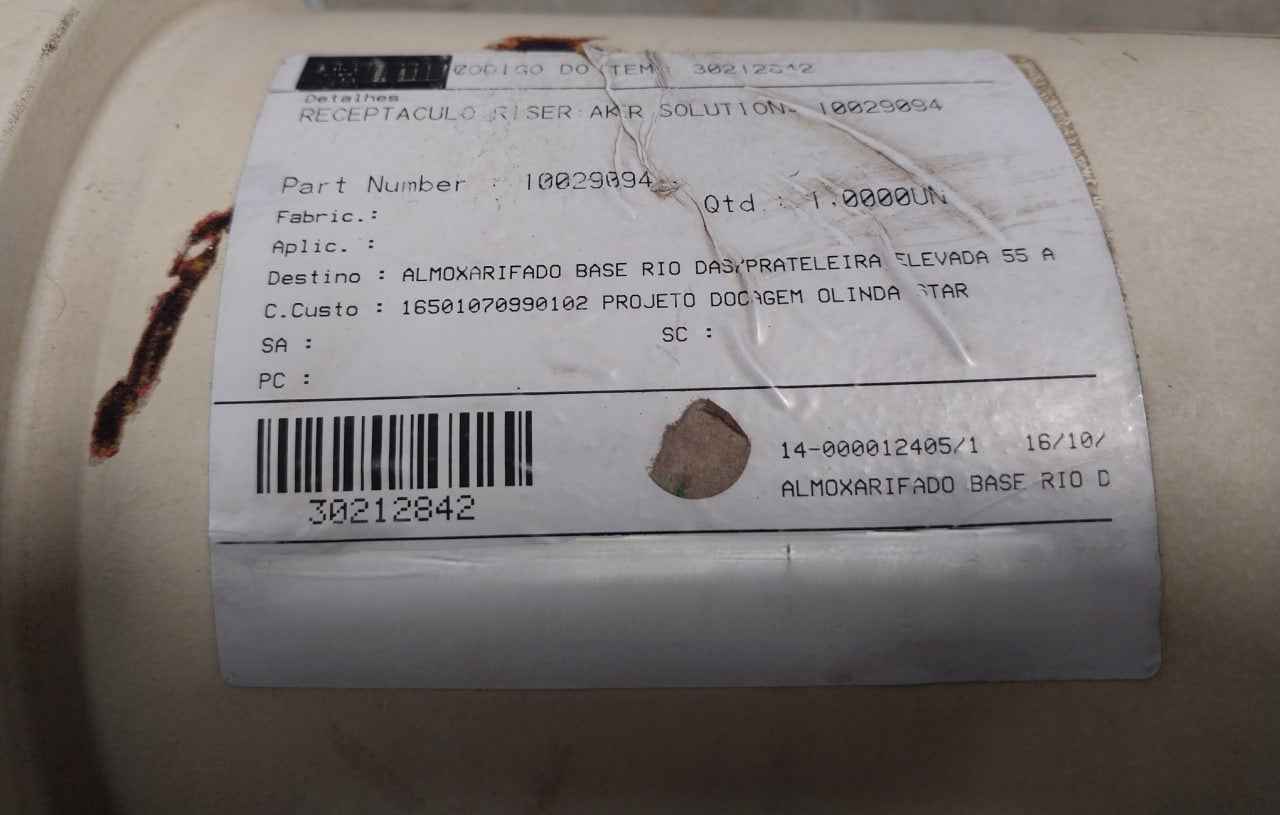 CODIGO DO ITEM : 30212842
Detalhes
RECEPTACULO RISER AKER SOLUTIONS 10029094
Part Number : 10029094
Qtd : 1.0000UN
Fabric.:
Aplic. :
Destino : ALMOXARIFADO BASE RIO DAS/PRATELEIRA ELEVADA 55 A
C.Custo : 16501070990102 PROJETO DOCAGEM OLINDA STAR
SA :
SC :
PC :
30212842
14-000012405/1 16/10/
ALMOXARIFADO BASE RIO D